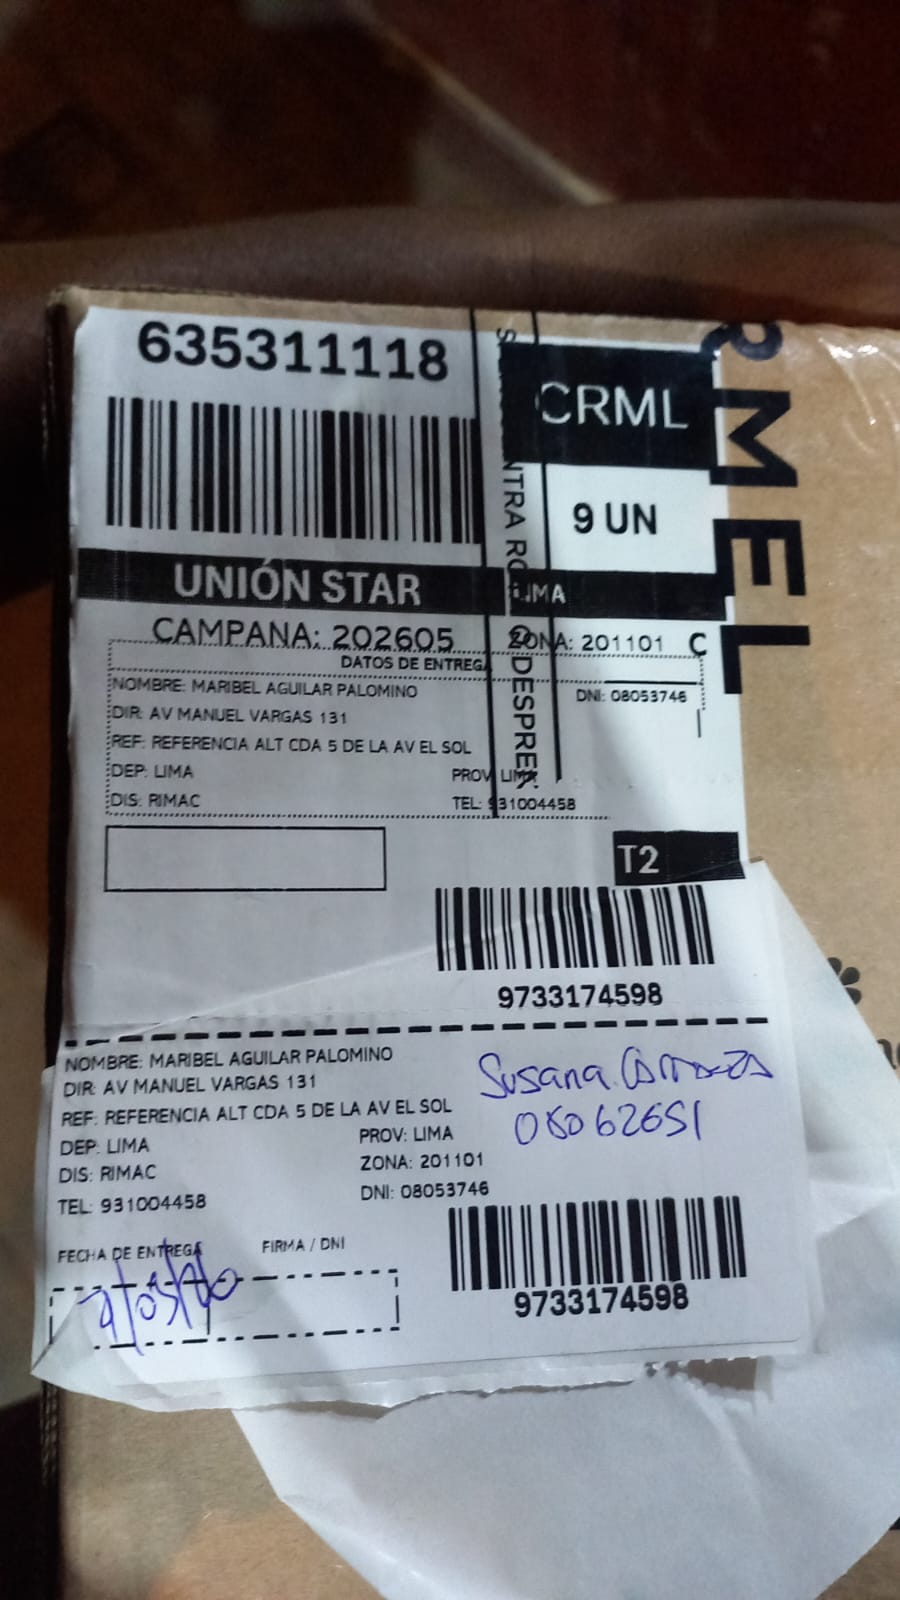 635311118
CRML
RMEL
9 UN
UNIÓN STAR
LIMA
CAMPANA: 202605
ZONA: 201101 C
DATOS DE ENTREGA
NOMBRE: MARIBEL AGUILAR PALOMINO
DNI: 08053746
DIR: AV MANUEL VARGAS 131
REF: REFERENCIA ALT CDA 5 DE LA AV EL SOL
DEP: LIMA
PROV: LIMA
DIS: RIMAC
TEL: 931004458
T2
9733174598
NOMBRE: MARIBEL AGUILAR PALOMINO
DIR: AV MANUEL VARGAS 131
REF: REFERENCIA ALT CDA 5 DE LA AV EL SOL
DEP: LIMA
PROV: LIMA
DIS: RIMAC
ZONA: 201101
TEL: 931004458
DNI: 08053746
Susana
08062651
FECHA DE ENTREGA
FIRMA / DNI
9733174598